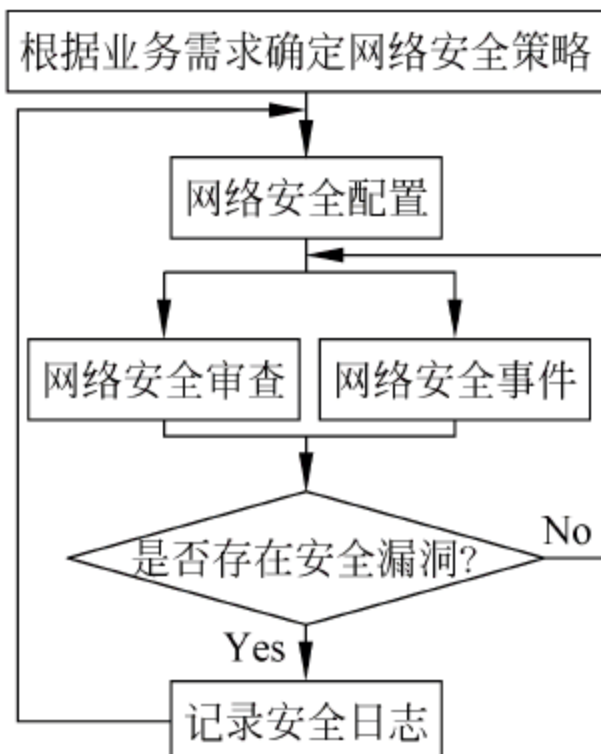 根据业务需求确定网络安全策略
网络安全配置
网络安全审查
网络安全事件
是否存在安全漏洞?
No
Yes
记录安全日志